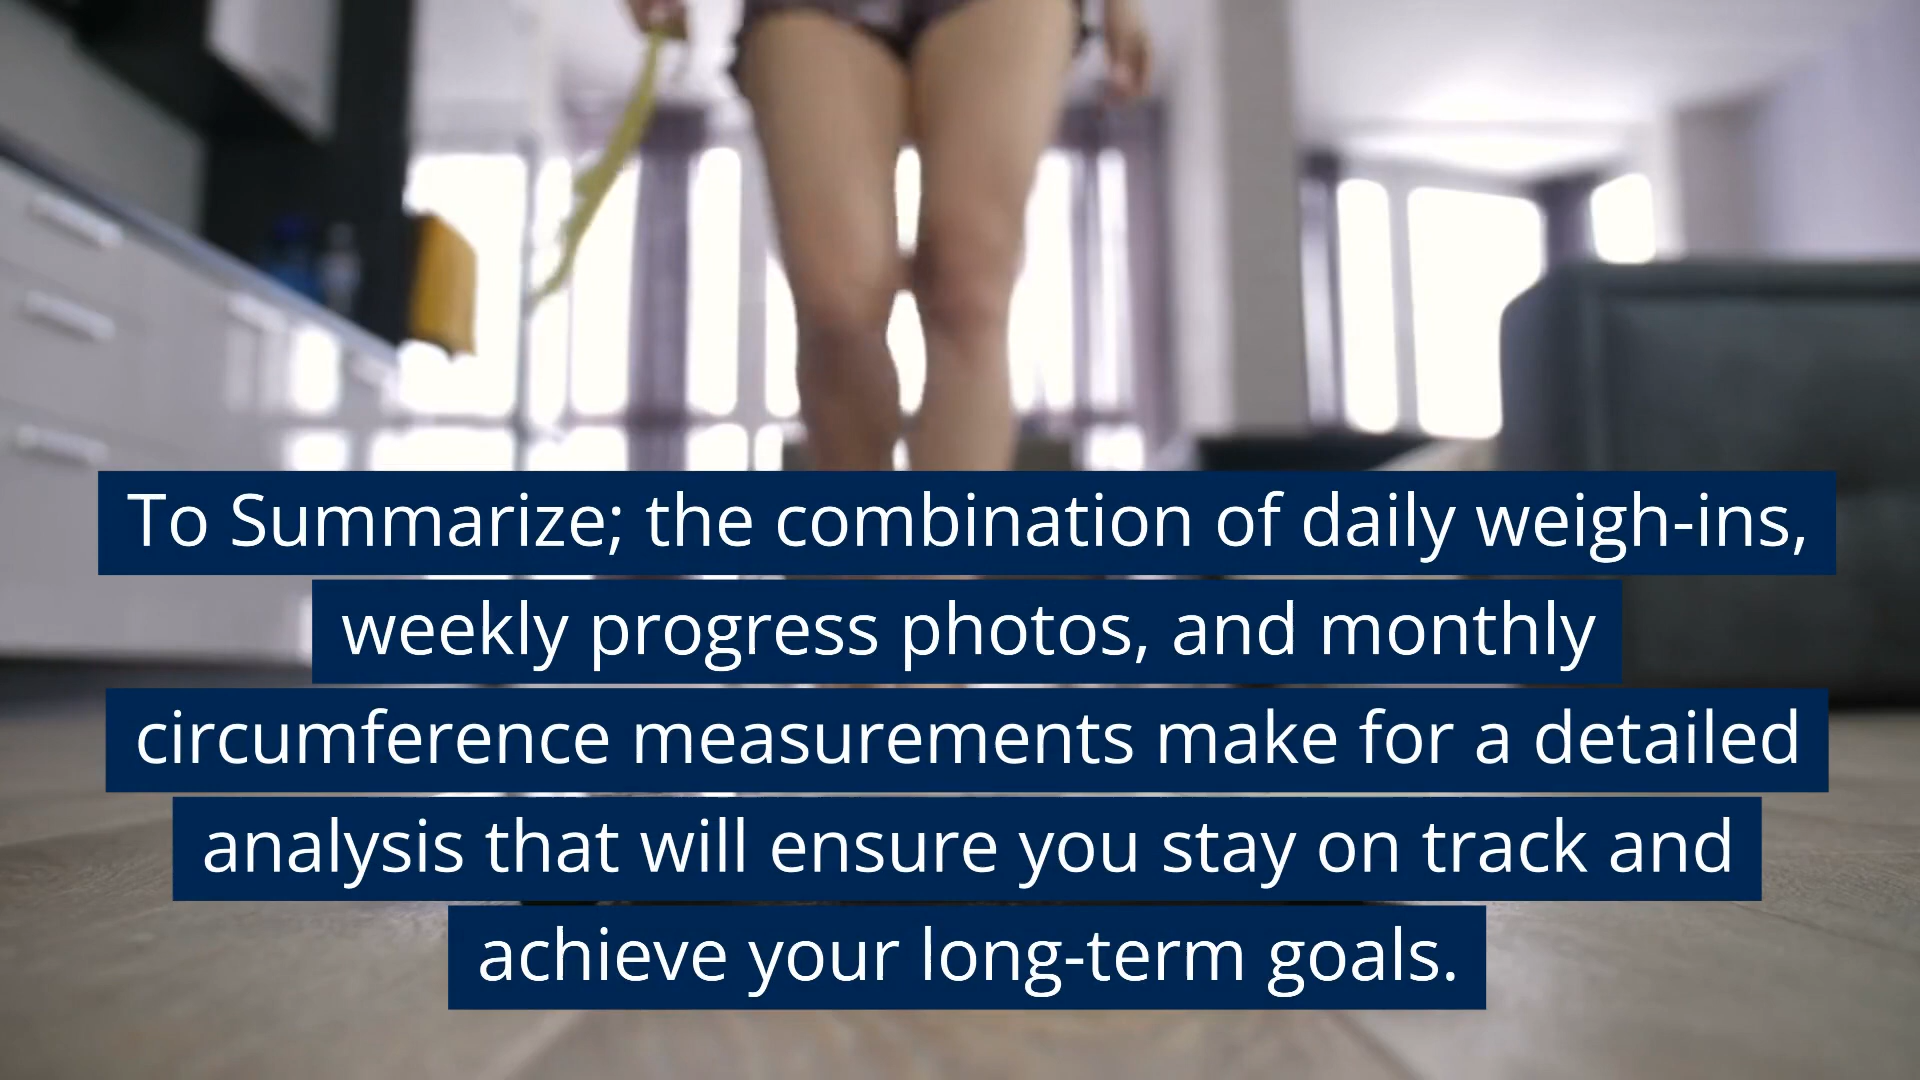 To Summarize; the combination of daily weigh-ins,
weekly progress photos, and monthly
circumference measurements make for a detailed
analysis that will ensure you stay on track and
achieve your long-term goals.